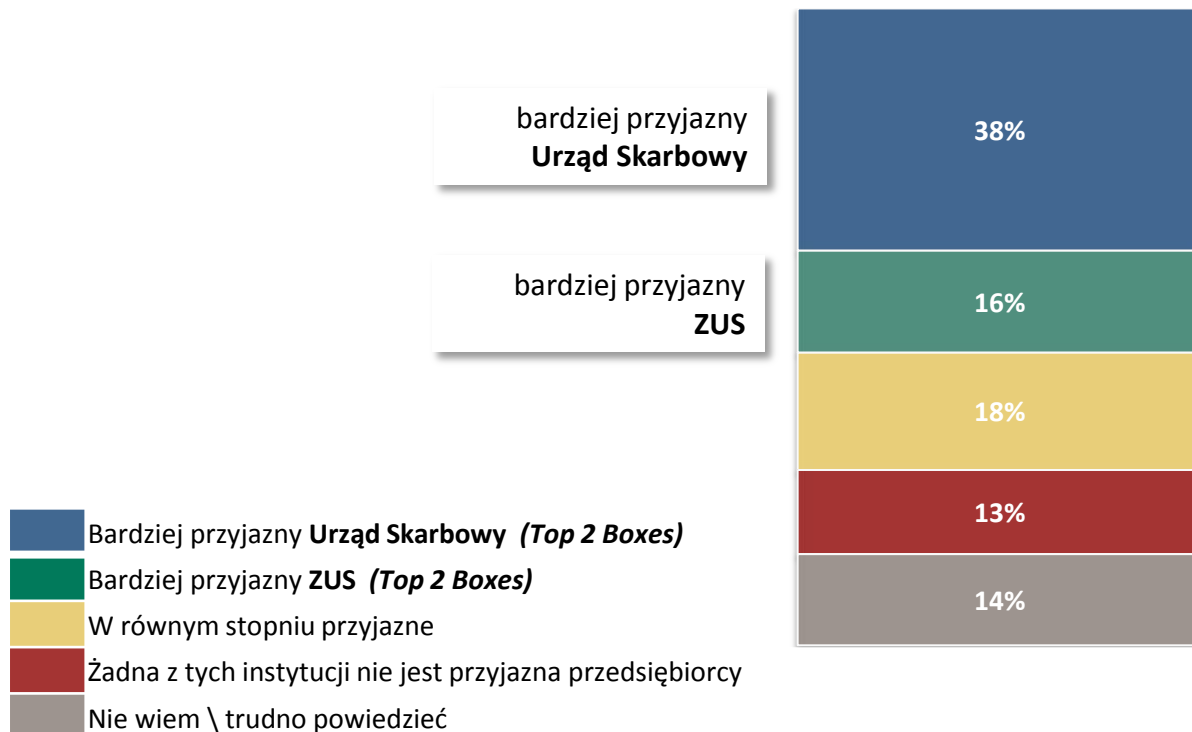 bardziej przyjazny
Urząd Skarbowy
38%
bardziej przyjazny
ZUS
16%
18%
13%
14%
Bardziej przyjazny Urząd Skarbowy (Top 2 Boxes)
Bardziej przyjazny ZUS (Top 2 Boxes)
W równym stopniu przyjazne
Żadna z tych instytucji nie jest przyjazna przedsiębiorcy
Nie wiem \ trudno powiedzieć